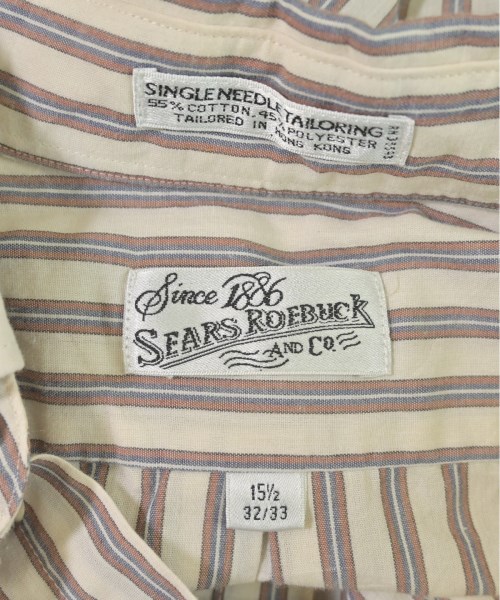 SINGLE NEEDLE TAILORING
55% COTTON, 45% POLYESTER
TAILORED IN HONG KONG
Since 1886
SEARS ROEBUCK
AND CO.
15½
32/33